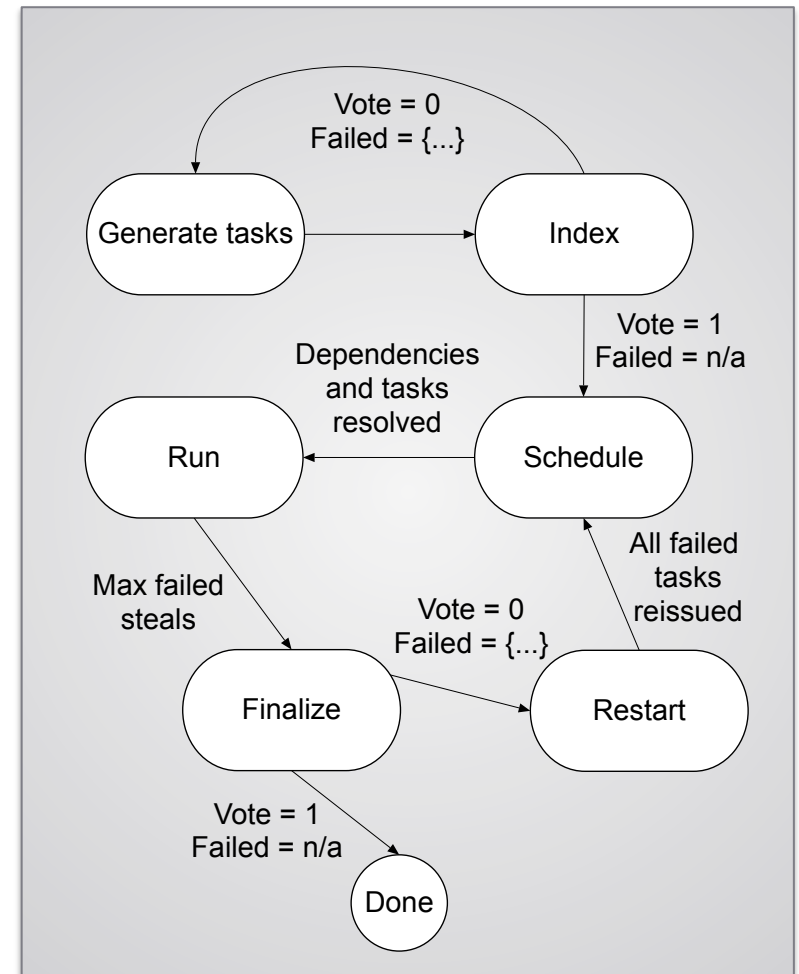 Vote = 0
Failed = {...}
Generate tasks
Index
Vote = 1
Failed = n/a
Dependencies
and tasks
resolved
Run
Schedule
All failed
tasks
reissued
Max failed
steals
Vote = 0
Failed = {...}
Finalize
Restart
Vote = 1
Failed = n/a
Done